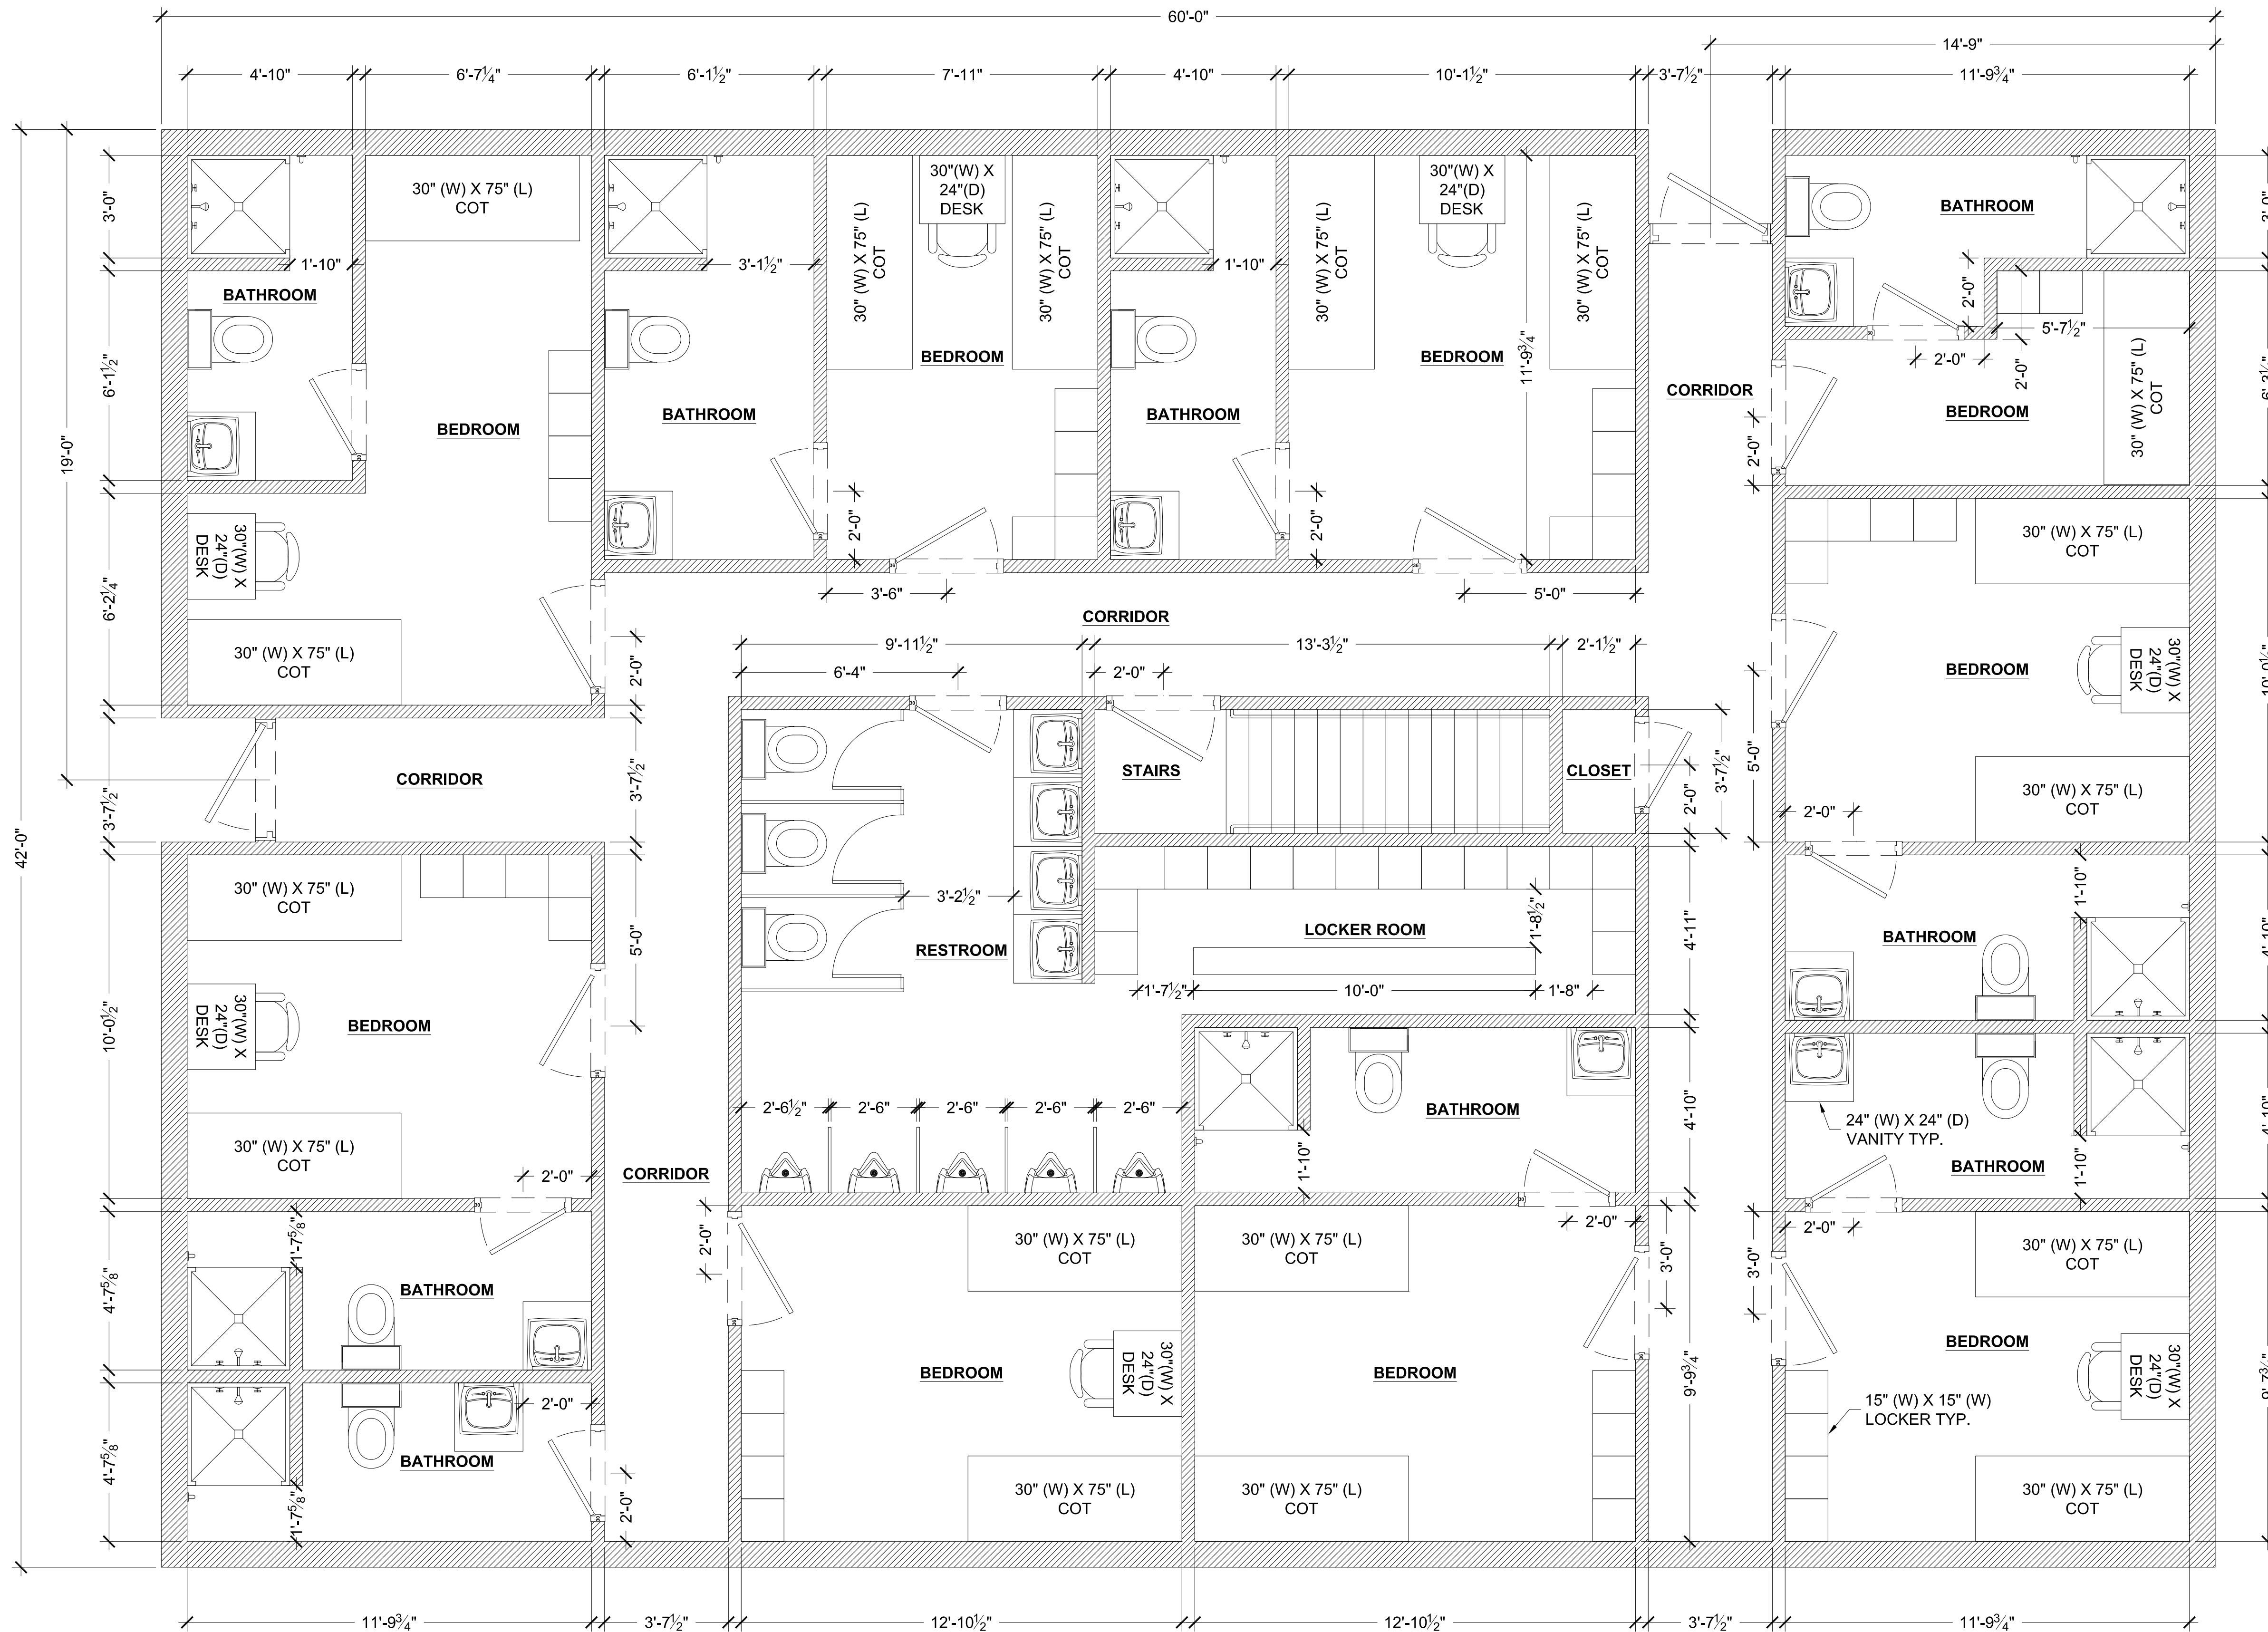 60'-0"
14'-9"
4'-10"
6'-7¼"
6'-1½"
7'-11"
4'-10"
10'-1½"
3'-7½"
11'-9¾"
30" (W) X 75" (L)
COT
30"(W) X
24"(D)
DESK
30" (W) X 75" (L)
COT
30" (W) X 75" (L)
COT
30"(W) X
24"(D)
DESK
30" (W) X 75" (L)
COT
30" (W) X 75" (L)
COT
3'-0"
3'-0"
BATHROOM
1'-10"
3'-1½"
1'-10"
BATHROOM
2'-0"
5'-7½"
2'-0"
2'-0"
11'-9¾"
BEDROOM
BEDROOM
6'-1½"
6'-3½"
CORRIDOR
30" (W) X 75" (L)
COT
BEDROOM
BATHROOM
BATHROOM
BEDROOM
BEDROOM
19'-0"
2'-0"
2'-0"
2'-0"
30"(W) X
24"(D)
DESK
30" (W) X 75" (L)
COT
3'-6"
5'-0"
6'-2¼"
CORRIDOR
30" (W) X 75" (L)
COT
9'-11½"
13'-3½"
2'-1½"
6'-4"
2'-0"
2'-0"
BEDROOM
30"(W) X
24"(D)
DESK
CORRIDOR
3'-7½"
3'-7½"
STAIRS
CLOSET
2'-0"
3'-7½"
5'-0"
30" (W) X 75" (L)
COT
2'-0"
42'-0"
30" (W) X 75" (L)
COT
5'-0"
3'-2½"
RESTROOM
LOCKER ROOM
1'-8½"
4'-11"
1'-10"
BATHROOM
4'-10"
1'-7½"
10'-0"
1'-8"
10'-0½"
30"(W) X
24"(D)
DESK
BEDROOM
2'-6½"
2'-6"
2'-6"
2'-6"
2'-6"
BATHROOM
4'-10"
1'-10"
24" (W) X 24" (D)
VANITY TYP.
BATHROOM
1'-10"
4'-10"
30" (W) X 75" (L)
COT
2'-0"
CORRIDOR
2'-0"
2'-0"
2'-0"
1'-7⅝"
30" (W) X 75" (L)
COT
30" (W) X 75" (L)
COT
3'-0"
3'-0"
30" (W) X 75" (L)
COT
4'-7⅝"
BATHROOM
BEDROOM
30"(W) X
24"(D)
DESK
BEDROOM
9'-9¾"
BEDROOM
30"(W) X
24"(D)
DESK
9'-7¾"
2'-0"
15" (W) X 15" (W)
LOCKER TYP.
4'-7⅝"
BATHROOM
1'-7⅝"
2'-0"
30" (W) X 75" (L)
COT
30" (W) X 75" (L)
COT
30" (W) X 75" (L)
COT
11'-9¾"
3'-7½"
12'-10½"
12'-10½"
3'-7½"
11'-9¾"